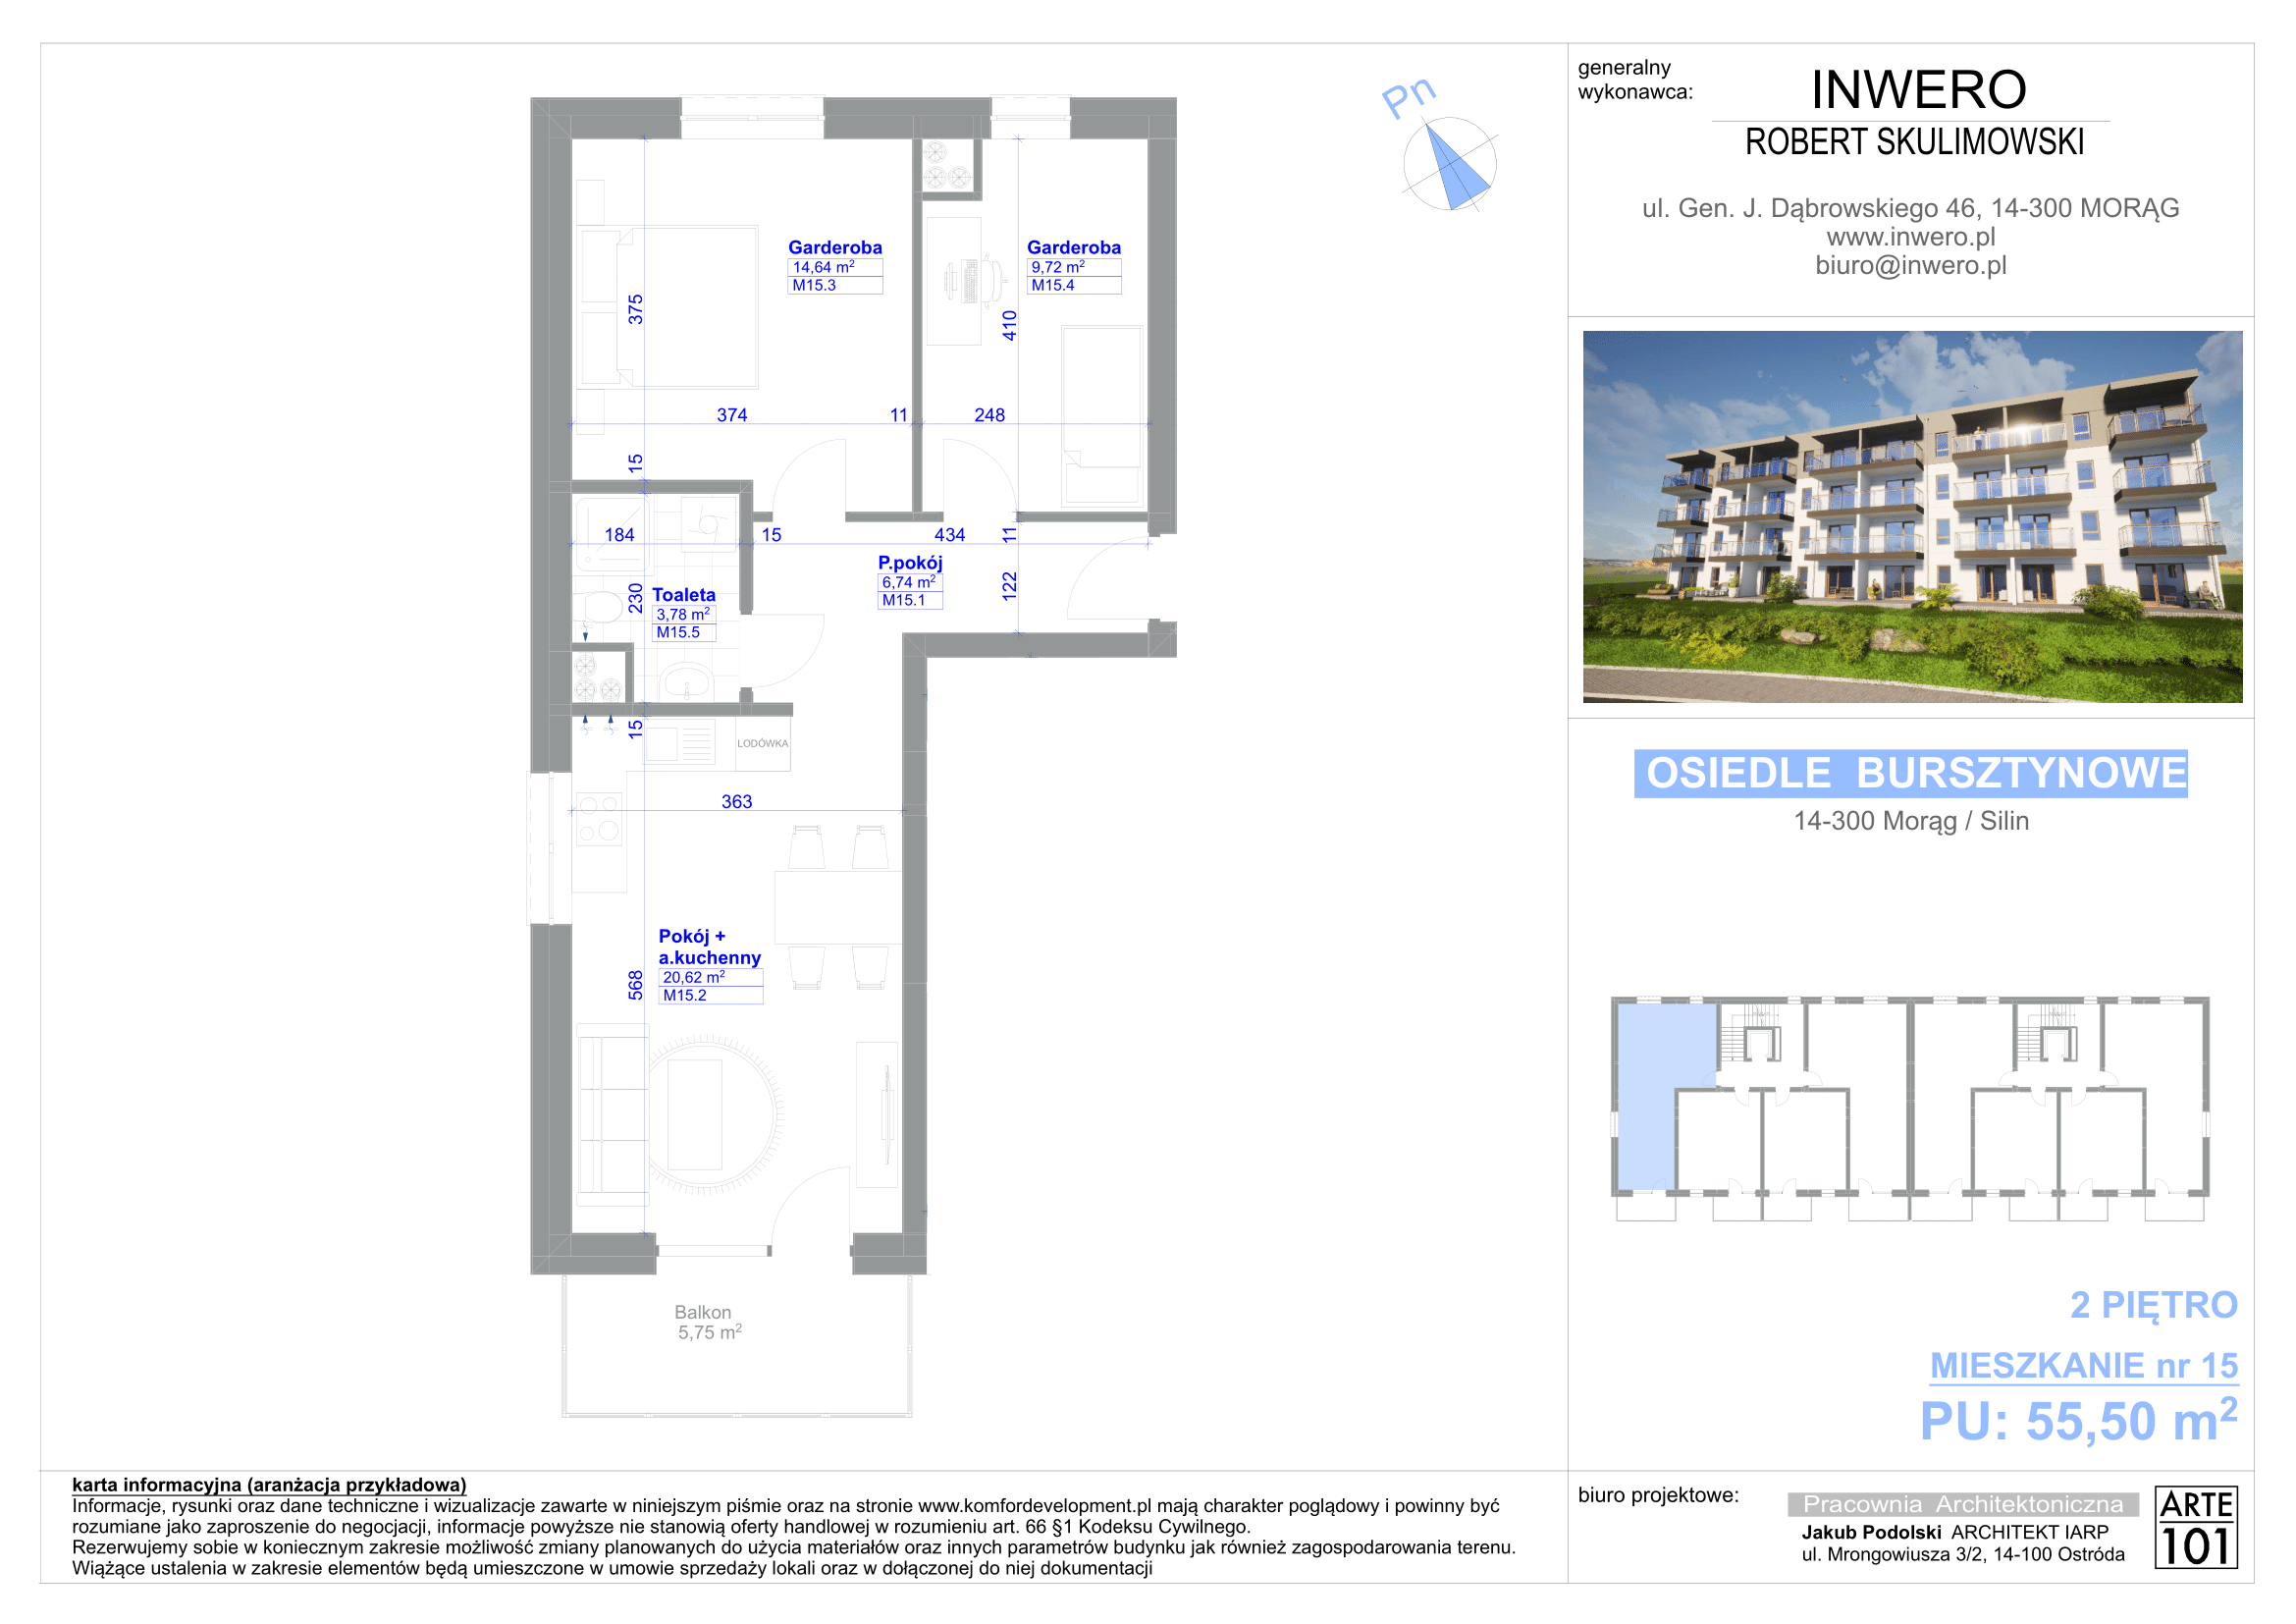 Pn
Garderoba
14,64 m²
M15.3
Garderoba
9,72 m²
M15.4
375
410
374
11
248
15
184
15
434
11
P.pokój
6,74 m²
M15.1
122
230
Toaleta
3,78 m²
M15.5
15
LODÓWKA
363
Pokój +
a.kuchenny
20,62 m²
M15.2
568
Balkon
5,75 m²
generalny
wykonawca:
INWERO
ROBERT SKULIMOWSKI
ul. Gen. J. Dąbrowskiego 46, 14-300 MORĄG
www.inwero.pl
biuro@inwero.pl
OSIEDLE BURSZTYNOWE
14-300 Morąg / Silin
2 PIĘTRO
MIESZKANIE nr 15
PU: 55,50 m²
karta informacyjna (aranżacja przykładowa)
Informacje, rysunki oraz dane techniczne i wizualizacje zawarte w niniejszym piśmie oraz na stronie www.komfordevelopment.pl mają charakter poglądowy i powinny być
rozumiane jako zaproszenie do negocjacji, informacje powyższe nie stanowią oferty handlowej w rozumieniu art. 66 §1 Kodeksu Cywilnego.
Rezerwujemy sobie w koniecznym zakresie możliwość zmiany planowanych do użycia materiałów oraz innych parametrów budynku jak również zagospodarowania terenu.
Wiążące ustalenia w zakresie elementów będą umieszczone w umowie sprzedaży lokali oraz w dołączonej do niej dokumentacji
biuro projektowe:
Pracownia Architektoniczna
Jakub Podolski ARCHITEKT IARP
ul. Mrongowiusza 3/2, 14-100 Ostróda
ARTE
101